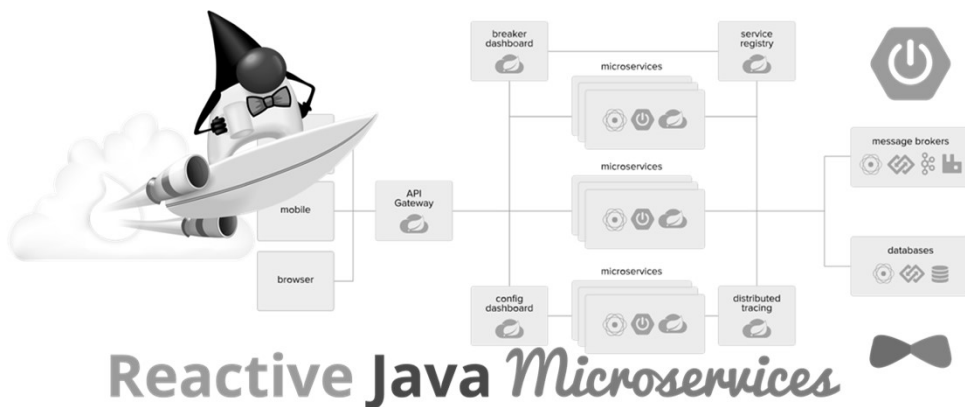 breaker
dashboard
service
registry
microservices
message brokers
microservices
API
Gateway
mobile
databases
browser
microservices
config
dashboard
distributed
tracing
Reactive Java Microservices